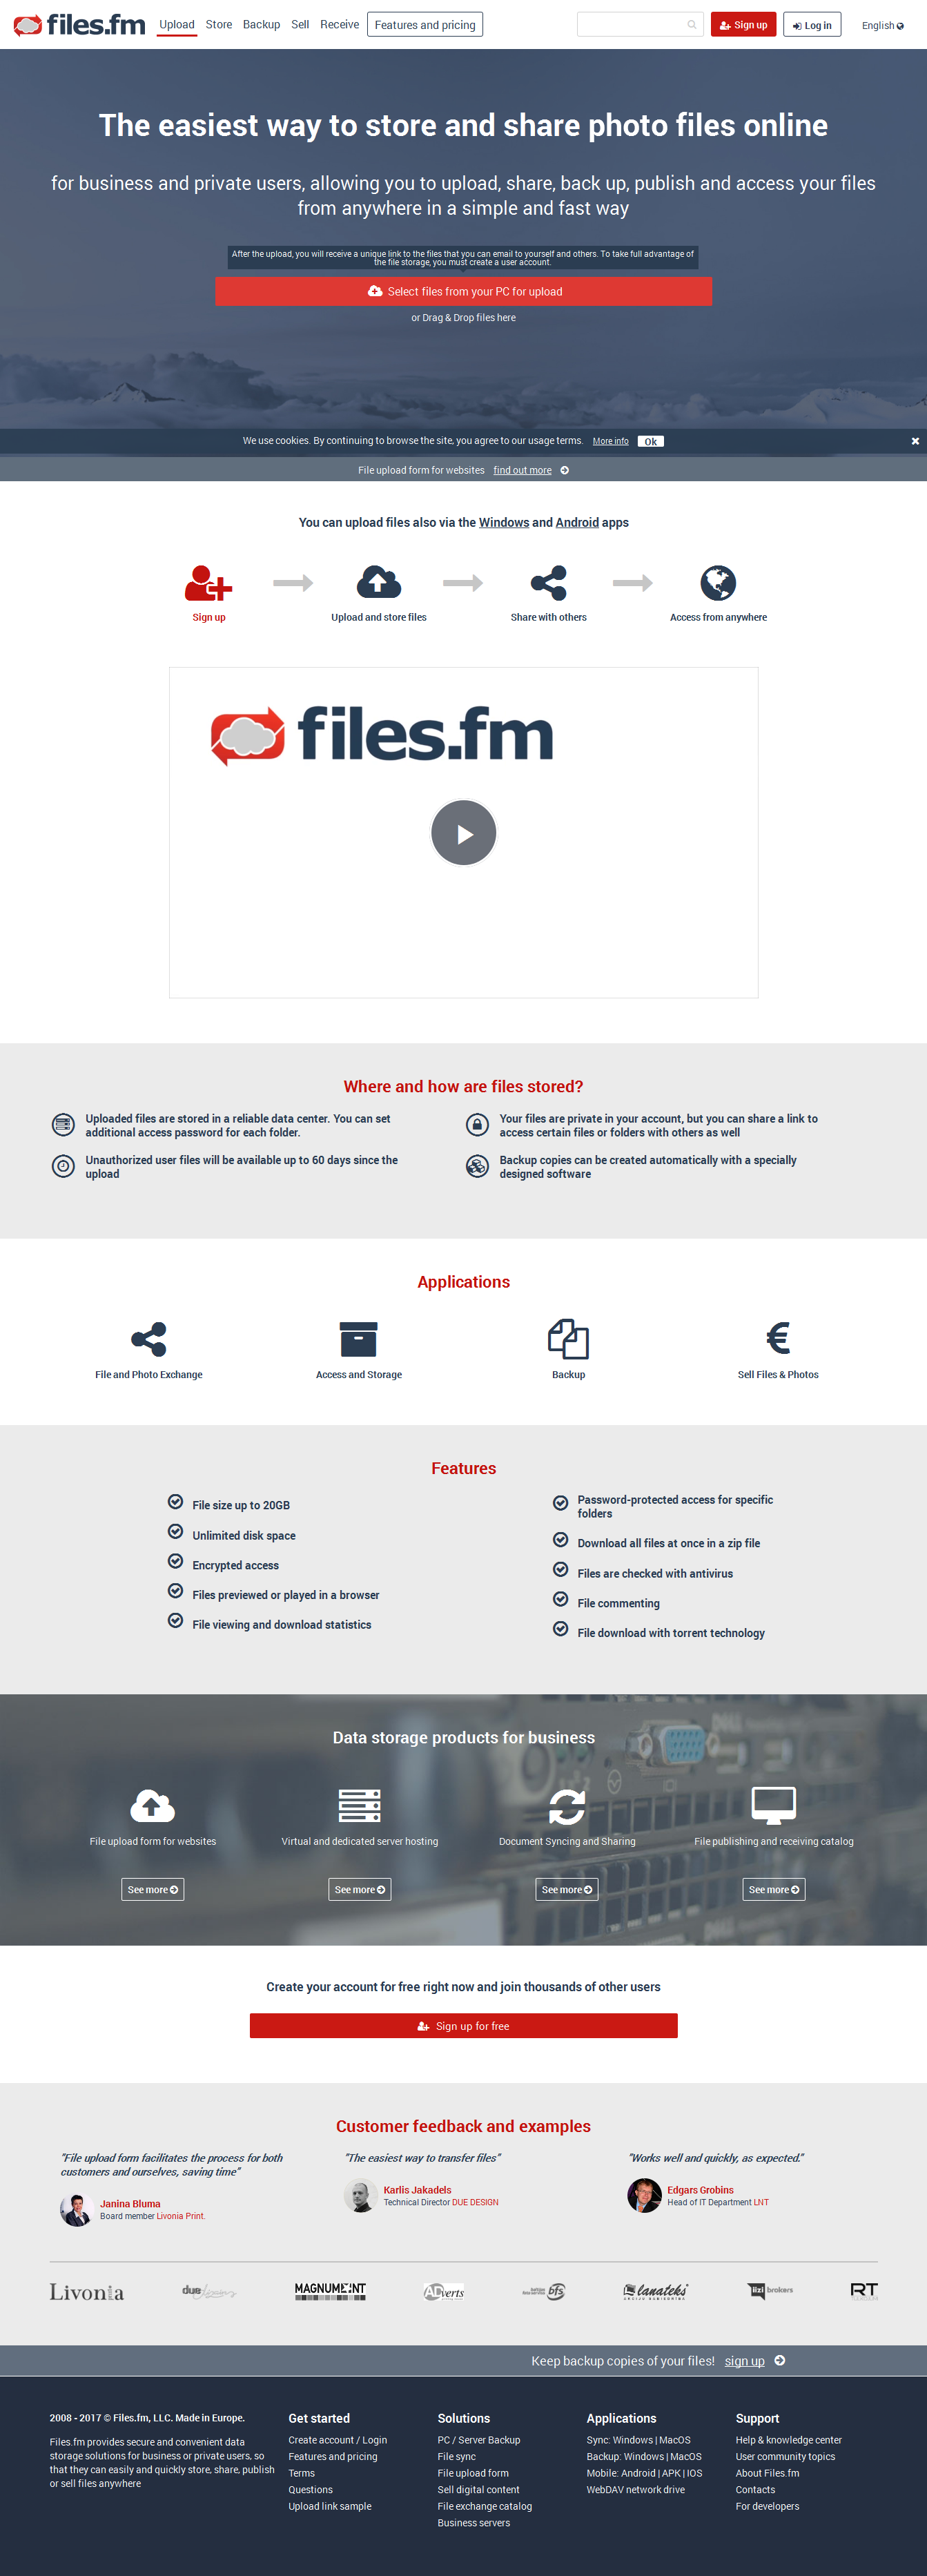 files.fm Upload Store Backup Sell Receive Features and pricing Sign up Log in English
The easiest way to store and share photo files online
for business and private users, allowing you to upload, share, back up, publish and access your files
from anywhere in a simple and fast way
After the upload, you will receive a unique link to the files that you can email to yourself and others. To take full advantage of
the file storage, you must create a user account.
Select files from your PC for upload
or Drag & Drop files here
We use cookies. By continuing to browse the site, you agree to our usage terms. More info Ok
File upload form for websites find out more
You can upload files also via the Windows and Android apps
Sign up Upload and store files Share with others Access from anywhere
files.fm
Where and how are files stored?
Uploaded files are stored in a reliable data center. You can set
additional access password for each folder.
Your files are private in your account, but you can share a link to
access certain files or folders with others as well
Unauthorized user files will be available up to 60 days since the
upload
Backup copies can be created automatically with a specially
designed software
Applications
File and Photo Exchange Access and Storage Backup Sell Files & Photos
Features
File size up to 20GB
Unlimited disk space
Encrypted access
Files previewed or played in a browser
File viewing and download statistics
Password-protected access for specific
folders
Download all files at once in a zip file
Files are checked with antivirus
File commenting
File download with torrent technology
Data storage products for business
File upload form for websites Virtual and dedicated server hosting Document Syncing and Sharing File publishing and receiving catalog
See more See more See more See more
Create your account for free right now and join thousands of other users
Sign up for free
Customer feedback and examples
"File upload form facilitates the process for both
customers and ourselves, saving time"
Janina Bluma
Board member Livonia Print.
"The easiest way to transfer files"
Karlis Jakadels
Technical Director DUE DESIGN
"Works well and quickly, as expected."
Edgars Grobins
Head of IT Department LNT
Livonia due design MAGNUM NT ADverts bfs Lanateks tizi brokers RT
Keep backup copies of your files! sign up
2008 - 2017 © Files.fm, LLC. Made in Europe.
Files.fm provides secure and convenient data
storage solutions for business or private users, so
that they can easily and quickly store, share, publish
or sell files anywhere
Get started
Create account / Login
Features and pricing
Terms
Questions
Upload link sample
Solutions
PC / Server Backup
File sync
File upload form
Sell digital content
File exchange catalog
Business servers
Applications
Sync: Windows | MacOS
Backup: Windows | MacOS
Mobile: Android | APK | IOS
WebDAV network drive
Support
Help & knowledge center
User community topics
About Files.fm
Contacts
For developers